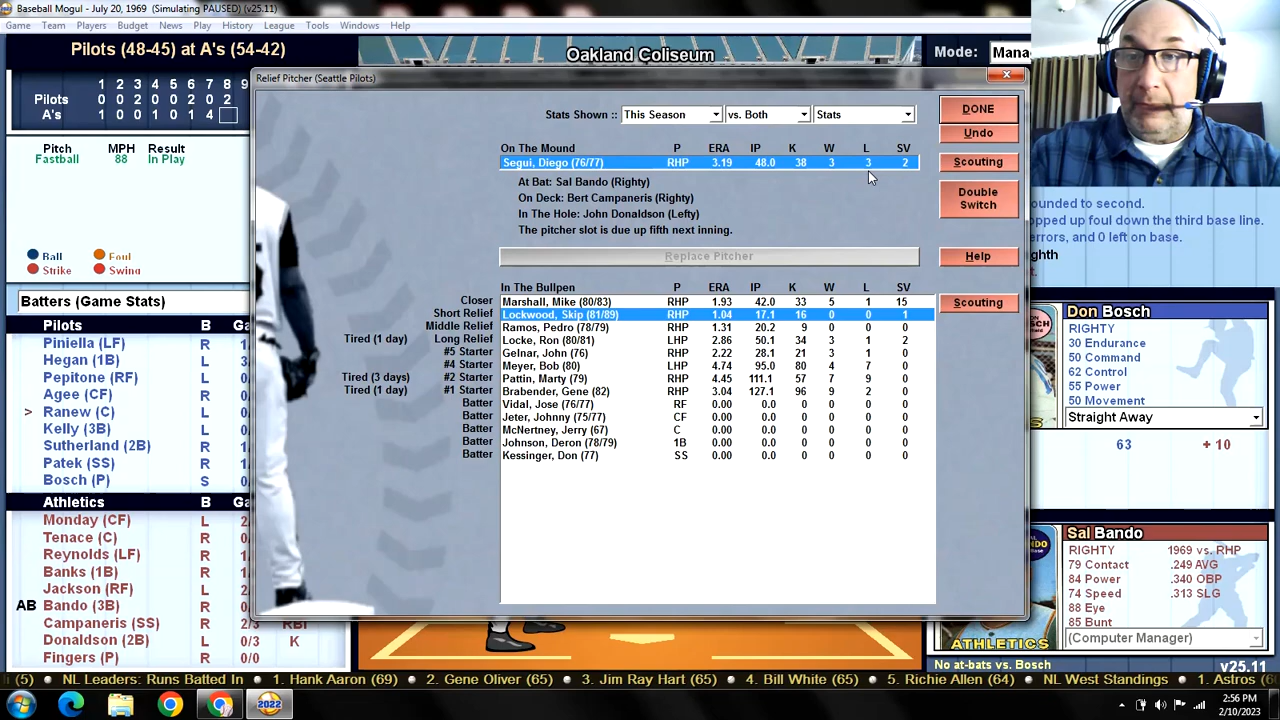 Baseball Mogul - July 20, 1969 (Simulating PAUSED) (v25.11)
Game Team Players Budget News Play History League Tools Windows Help
Pilots (48-45) at A's (54-42)
Oakland Coliseum
Mode:
1 2 3 4 5 6 7 8
Pilots 0 0 2 0 0 2 0 2
A's 1 0 0 1 0 1 4
Pitch MPH Result
Fastball 88 In Play
Ball Foul
Strike Swing
Relief Pitcher (Seattle Pilots)
Stats Shown :: This Season vs. Both Stats
DONE
Undo
Scouting
Double Switch
Help
Scouting
On The Mound P ERA IP K W L SV
Segui, Diego (76/77) RHP 3.19 48.0 38 3 3 2
At Bat: Sal Bando (Righty)
On Deck: Bert Campaneris (Righty)
In The Hole: John Donaldson (Lefty)
The pitcher slot is due up fifth next inning.
Replace Pitcher
In The Bullpen P ERA IP K W L SV
Closer Marshall, Mike (80/83) RHP 1.93 42.0 33 5 1 15
Short Relief Lockwood, Skip (81/89) RHP 1.04 17.1 16 0 0 1
Middle Relief Ramos, Pedro (78/79) RHP 1.31 20.2 9 0 0 0
Tired (1 day) Long Relief Locke, Ron (80/81) LHP 2.86 50.1 34 3 1 2
#5 Starter Gelnar, John (76) RHP 2.22 28.1 21 3 1 0
#4 Starter Meyer, Bob (80) LHP 4.74 95.0 80 4 7 0
Tired (3 days) #2 Starter Pattin, Marty (79) RHP 4.45 111.1 57 7 9 0
Tired (1 day) #1 Starter Brabender, Gene (82) RHP 3.04 127.1 96 9 2 0
Batter Vidal, Jose (76/77) RF 0.00 0.0 0 0 0 0
Batter Jeter, Johnny (75/77) CF 0.00 0.0 0 0 0 0
Batter McNertney, Jerry (67) C 0.00 0.0 0 0 0 0
Batter Johnson, Deron (78/79) 1B 0.00 0.0 0 0 0 0
Batter Kessinger, Don (77) SS 0.00 0.0 0 0 0 0
Batters (Game Stats)
Pilots B
Piniella (LF) R
Hegan (1B) L
Pepitone (RF) L
Agee (CF) R
> Ranew (C) L
Kelly (3B) R
Sutherland (2B) R
Patek (SS) R
Bosch (P) S
Athletics B
Monday (CF) L
Tenace (C) R
Reynolds (LF) R
Banks (1B) R
Jackson (RF) L
AB Bando (3B) R
Campaneris (SS) R 2/3 RBI
Donaldson (2B) L 0/3 K
Fingers (P) R 0/0
ounded to second.
opped up foul down the third base line.
errors, and 0 left on base.
ghth
Don Bosch
RIGHTY
30 Endurance
50 Command
62 Control
55 Power
50 Movement
Straight Away
63 + 10
Sal Bando
RIGHTY 1969 vs. RHP
79 Contact .249 AVG
84 Power .340 OBP
74 Speed .313 SLG
88 Eye
85 Bunt
(Computer Manager)
ATHLETICS
No at-bats vs. Bosch
v25.11
(5) NL Leaders: Runs Batted In 1. Hank Aaron (69) 2. Gene Oliver (65) 3. Jim Ray Hart (65) 4. Bill White (65) 5. Richie Allen (64) NL West Standings 1. Astros
2022
2:56 PM
2/10/2023